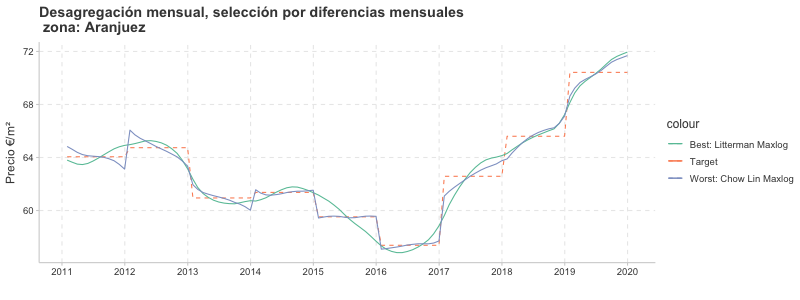 Desagregación mensual, selección por diferencias mensuales
zona: Aranjuez
Precio €/m²
72
68
64
60
2011 2012 2013 2014 2015 2016 2017 2018 2019 2020
colour
Best: Litterman Maxlog
Target
Worst: Chow Lin Maxlog